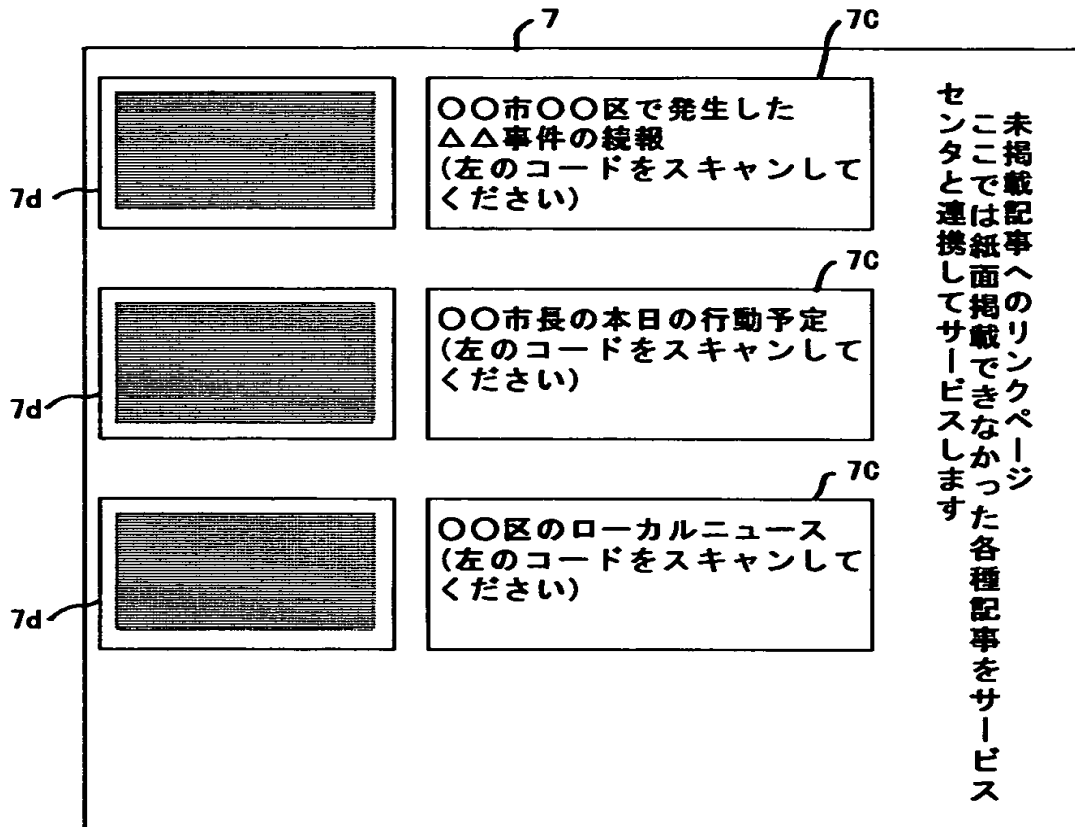 7
7C
未掲載記事へのリンクページ
ここでは紙面掲載できなかった各種記事をサービス
センタと連携してサービスします
〇〇市〇〇区で発生した
△△事件の続報
(左のコードをスキャンして
ください)
7d
7C
〇〇市長の本日の行動予定
(左のコードをスキャンして
ください)
7d
7C
〇〇区のローカルニュース
(左のコードをスキャンして
ください)
7d